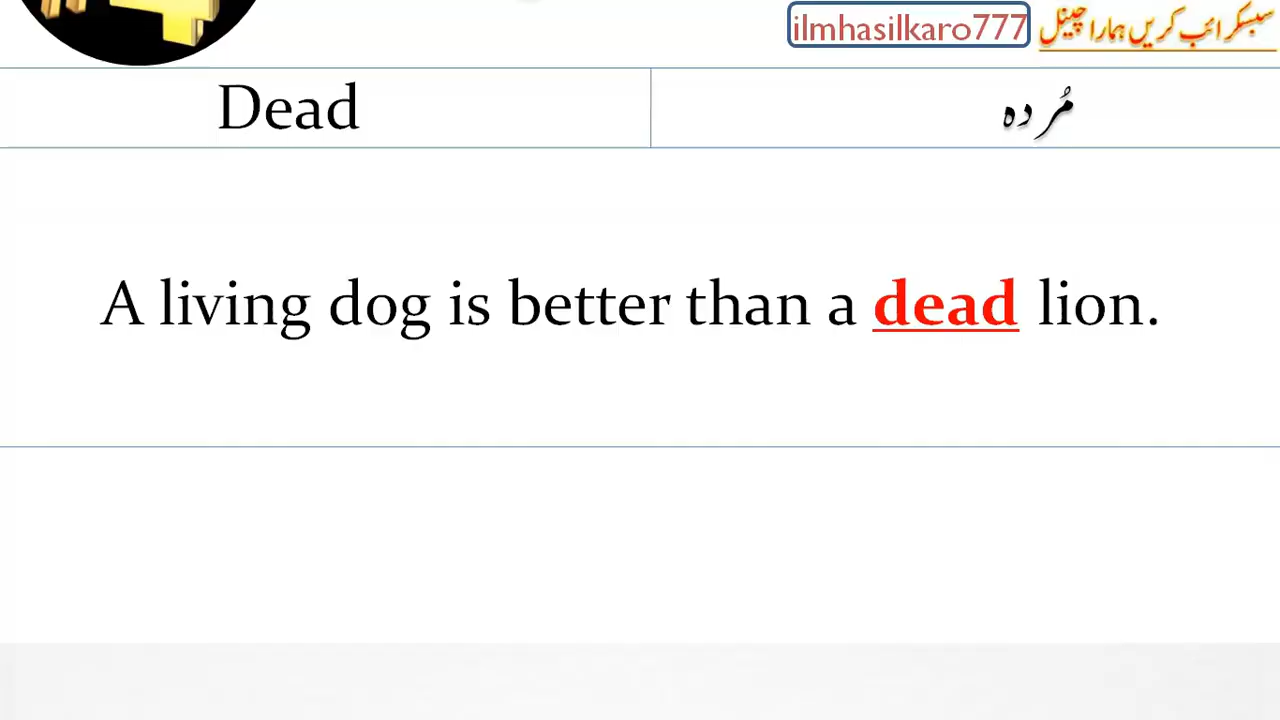 ilmhasilkaro777 سبسکرائب کریں ہمارا چینل
Dead مُردہ
A living dog is better than a dead lion.